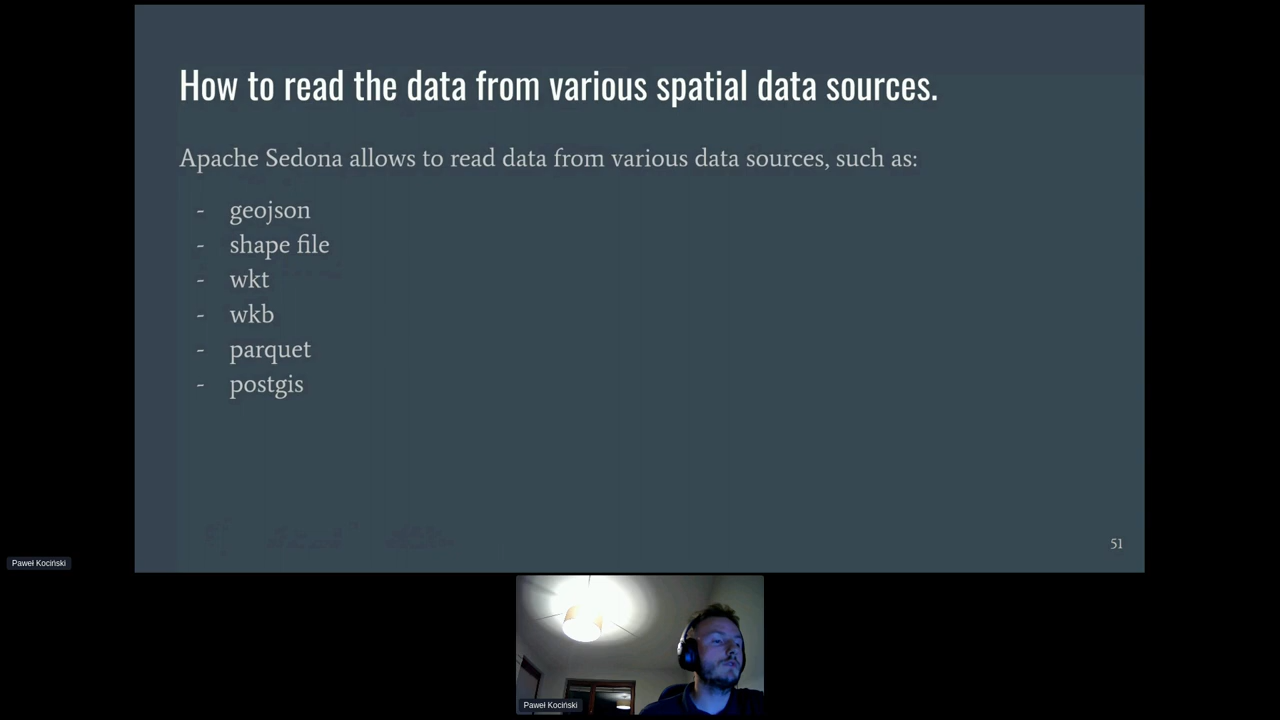 How to read the data from various spatial data sources.
Apache Sedona allows to read data from various data sources, such as:
- geojson
- shape file
- wkt
- wkb
- parquet
- postgis
51
Paweł Kociński
Paweł Kociński